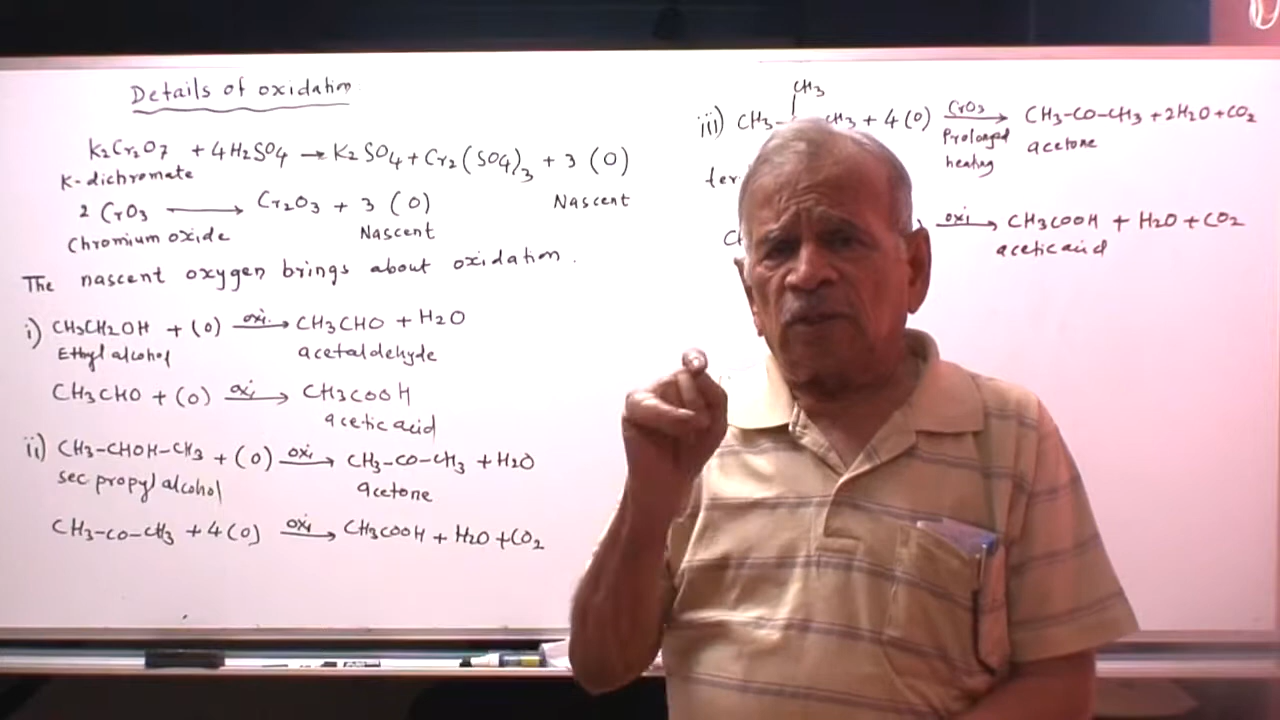 Details of oxidation
K2Cr2O7 + 4H2SO4 → K2SO4 + Cr2(SO4)3 + 3 (O)
K-dichromate Nascent
2 CrO3 → Cr2O3 + 3 (O)
Chromium oxide Nascent
The nascent oxygen brings about oxidation.
i) CH3CH2OH + (O) oxi. → CH3CHO + H2O
Ethyl alcohol acetaldehyde
CH3CHO + (O) oxi → CH3COOH
acetic acid
ii) CH3-CHOH-CH3 + (O) oxi → CH3-CO-CH3 + H2O
sec propyl alcohol acetone
CH3-CO-CH3 + 4(O) oxi → CH3COOH + H2O + CO2
CH3
iii) CH3- CH3 + 4(O) CrO3 → CH3-CO-CH3 + 2H2O + CO2
Prolonged acetone
heating
ter
oxi → CH3COOH + H2O + CO2
acetic acid